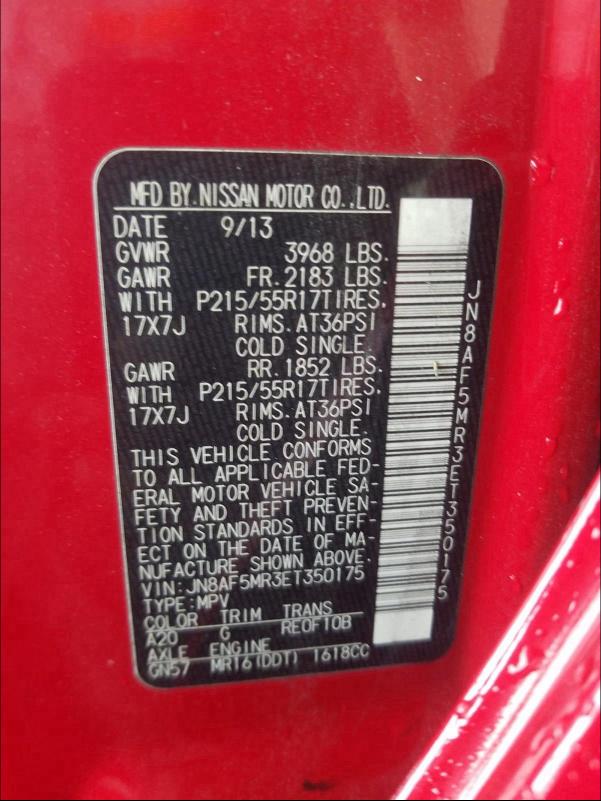 MFD BY.NISSAN MOTOR CO.,LTD.
DATE 9/13
GVWR 3968 LBS.
GAWR FR.2183 LBS.
WITH P215/55R17TIRES.
17X7J RIMS.AT36PSI
COLD SINGLE.
GAWR RR.1852 LBS.
WITH P215/55R17TIRES.
17X7J RIMS.AT36PSI
COLD SINGLE.
THIS VEHICLE CONFORMS
TO ALL APPLICABLE FED-
ERAL MOTOR VEHICLE SA-
FETY AND THEFT PREVEN-
TION STANDARDS IN EFF-
ECT ON THE DATE OF MA-
NUFACTURE SHOWN ABOVE.
VIN:JN8AF5MR3ET350175
TYPE:MPV
COLOR TRIM TRANS
A20 G RE0F10B
AXLE ENGINE
GN57 MR16(DDT) 1618CC
JN8AF5MR3ET350175